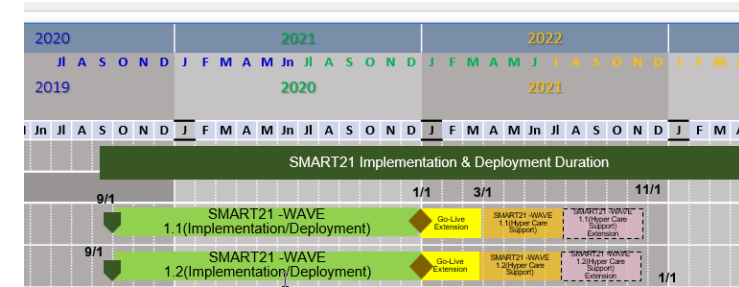 2020 2021 2022
Jl A S O N D J F M A M Jn Jl A S O N D J F M A M J J A S O N D J F M
2019 2020 2021
Jn Jl A S O N D J F M A M Jn Jl A S O N D J F M A M Jn Jl A S O N D J F M
SMART21 Implementation & Deployment Duration
9/1 1/1 3/1 11/1
SMART21 -WAVE
1.1(Implementation/Deployment)
Go-Live
Extension
SMART21 -WAVE
1.1(Hyper Care
Support)
SMART21 -WAVE
1.1(Hyper Care
Support)
Extension
9/1
SMART21 -WAVE
1.2(Implementation/Deployment)
Go-Live
Extension
SMART21 -WAVE
1.2(Hyper Care
Support)
SMART21 -WAVE
1.2(Hyper Care
Support)
Extension
1/1